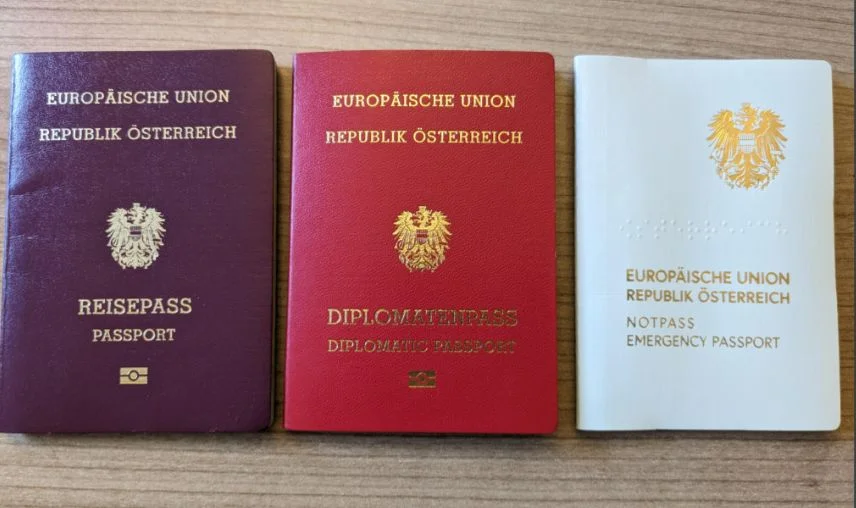 EUROPÄISCHE UNION
REPUBLIK ÖSTERREICH
REISEPASS
PASSPORT
EUROPÄISCHE UNION
REPUBLIK ÖSTERREICH
DIPLOMATENPASS
DIPLOMATIC PASSPORT
EUROPÄISCHE UNION
REPUBLIK ÖSTERREICH
NOTPASS
EMERGENCY PASSPORT